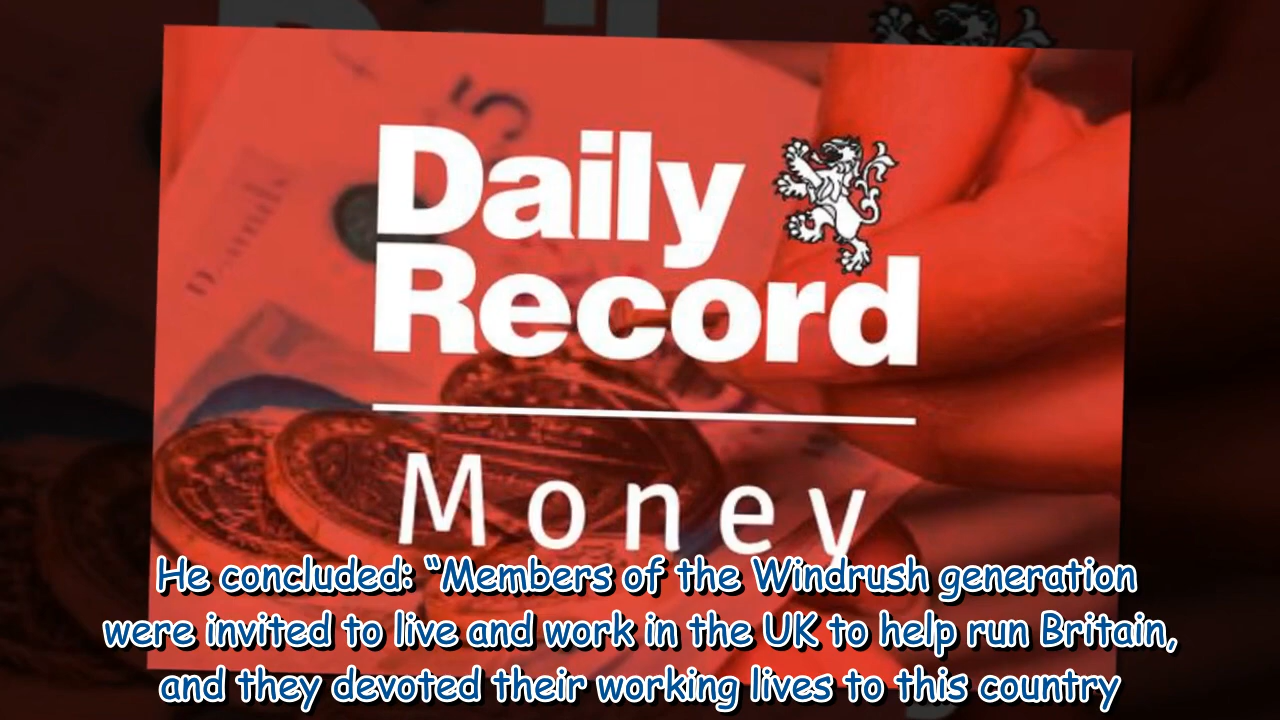 Daily
Record
Money
He concluded: “Members of the Windrush generation
were invited to live and work in the UK to help run Britain,
and they devoted their working lives to this country
5